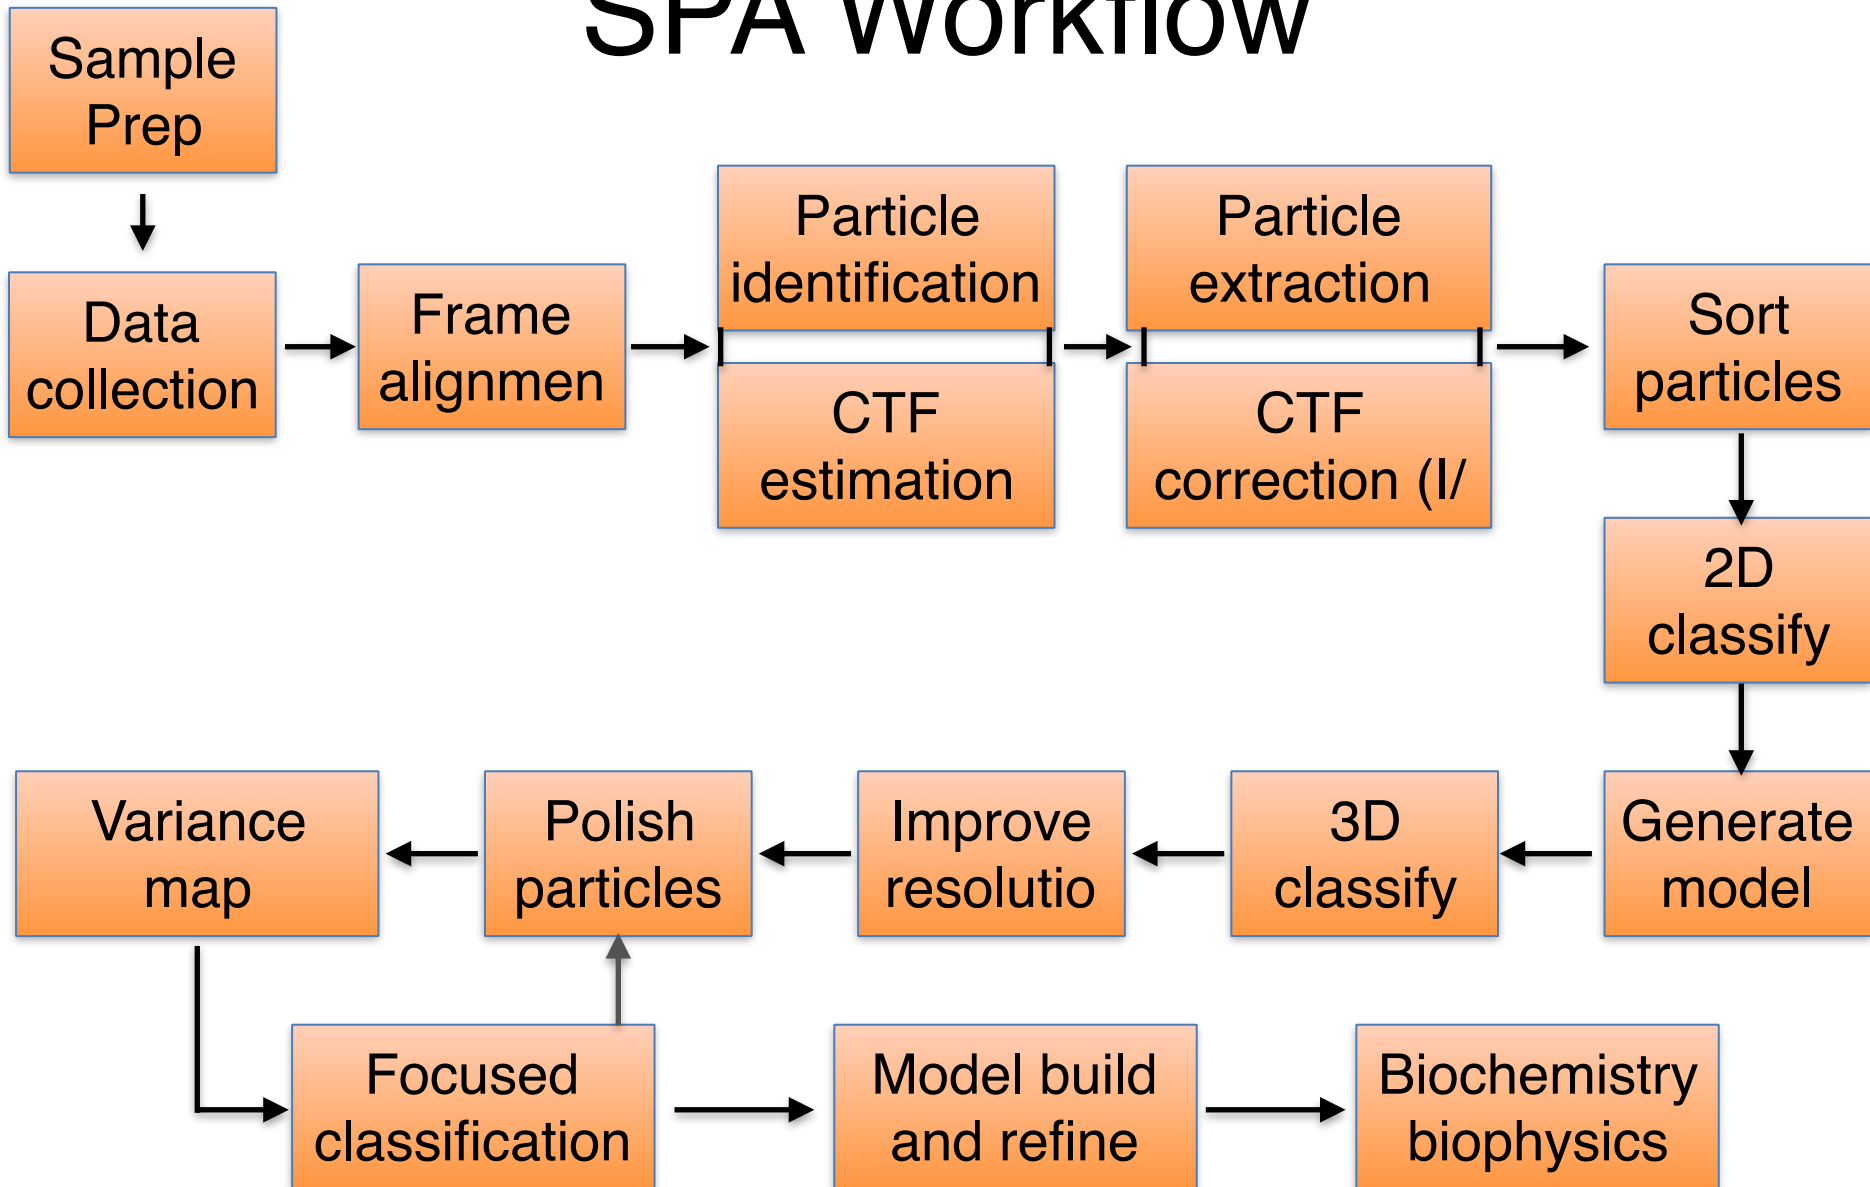 SPA Workflow
Sample
Prep
Data
collection
Frame
alignmen
Particle
identification
CTF
estimation
Particle
extraction
CTF
correction (I/
Sort
particles
2D
classify
Generate
model
3D
classify
Improve
resolutio
Polish
particles
Variance
map
Focused
classification
Model build
and refine
Biochemistry
biophysics